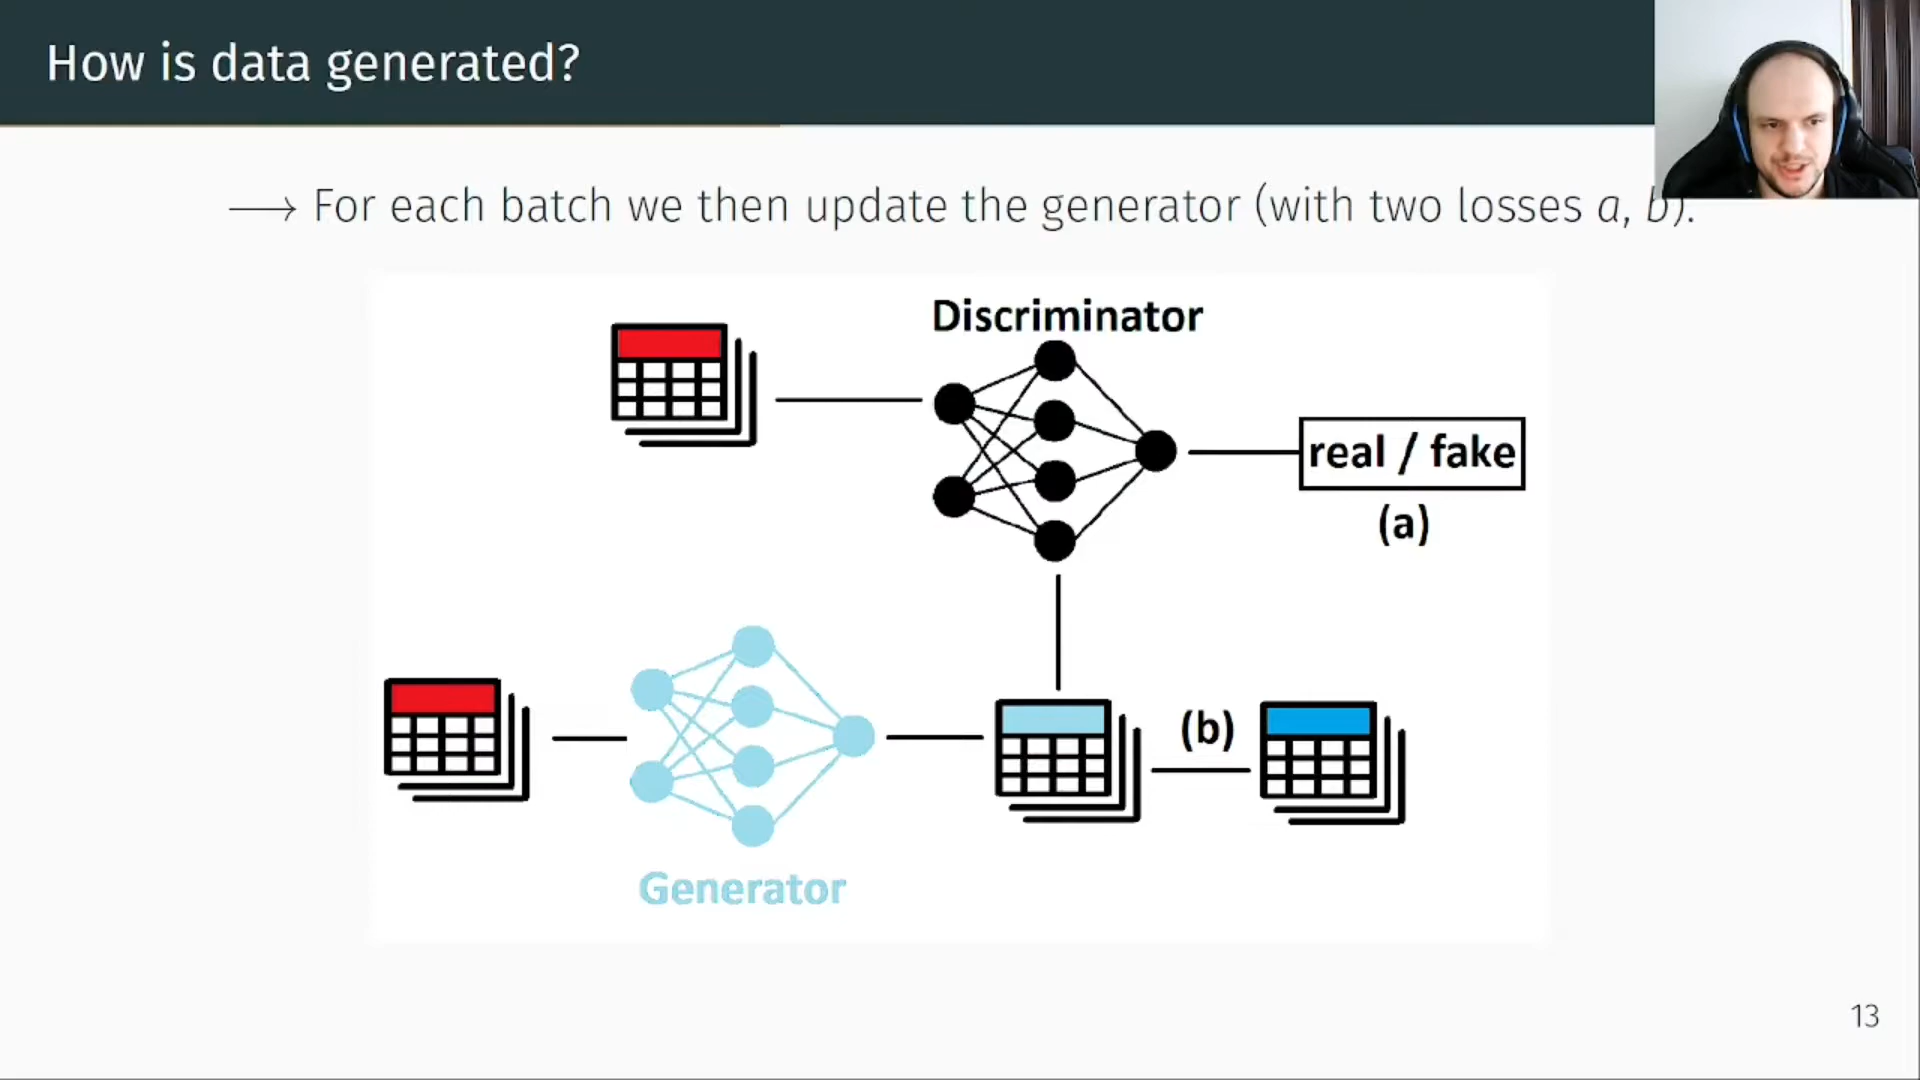 How is data generated?
⟶ For each batch we then update the generator (with two losses a, b).
Discriminator
real / fake
(a)
(b)
Generator
13